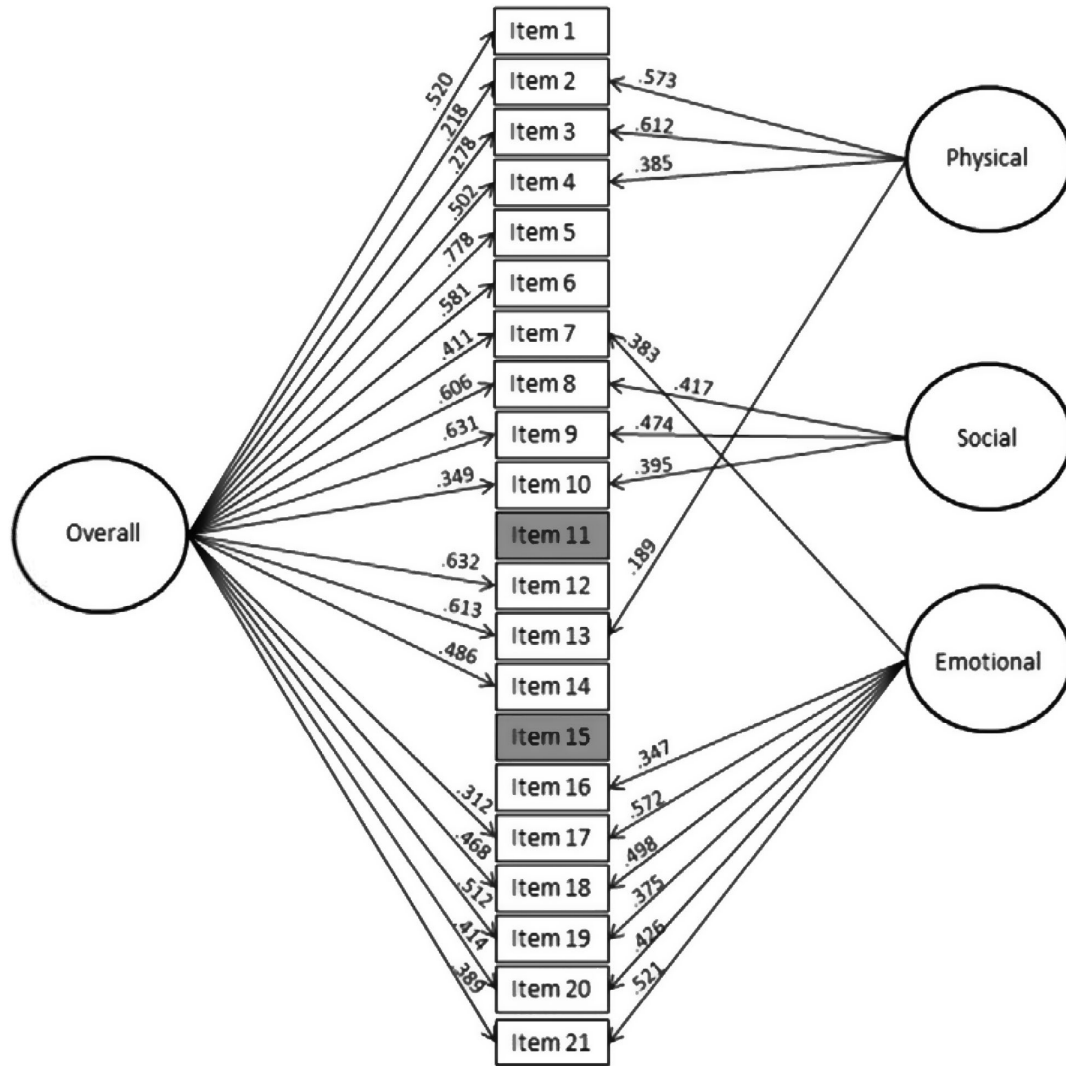 Item 1
Item 2
Item 3
Item 4
Item 5
Item 6
Item 7
Item 8
Item 9
Item 10
Item 11
Item 12
Item 13
Item 14
Item 15
Item 16
Item 17
Item 18
Item 19
Item 20
Item 21
Overall
.520
.218
.278
.502
.778
.581
.411
.606
.631
.349
.632
.613
.486
.312
.468
.512
.414
.389
Physical
.573
.612
.385
.189
Social
.417
.474
.395
Emotional
.383
.347
.572
.498
.375
.426
.521